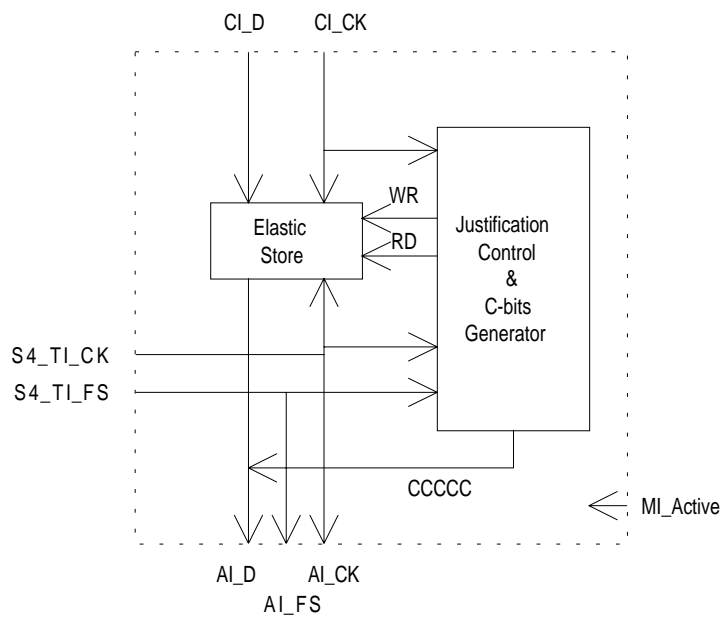 CI_D
CI_CK
WR
Elastic
Store
RD
Justification
Control
&
C-bits
Generator
S4_TI_CK
S4_TI_FS
CCCCC
MI_Active
AI_D
AI_CK
AI_FS